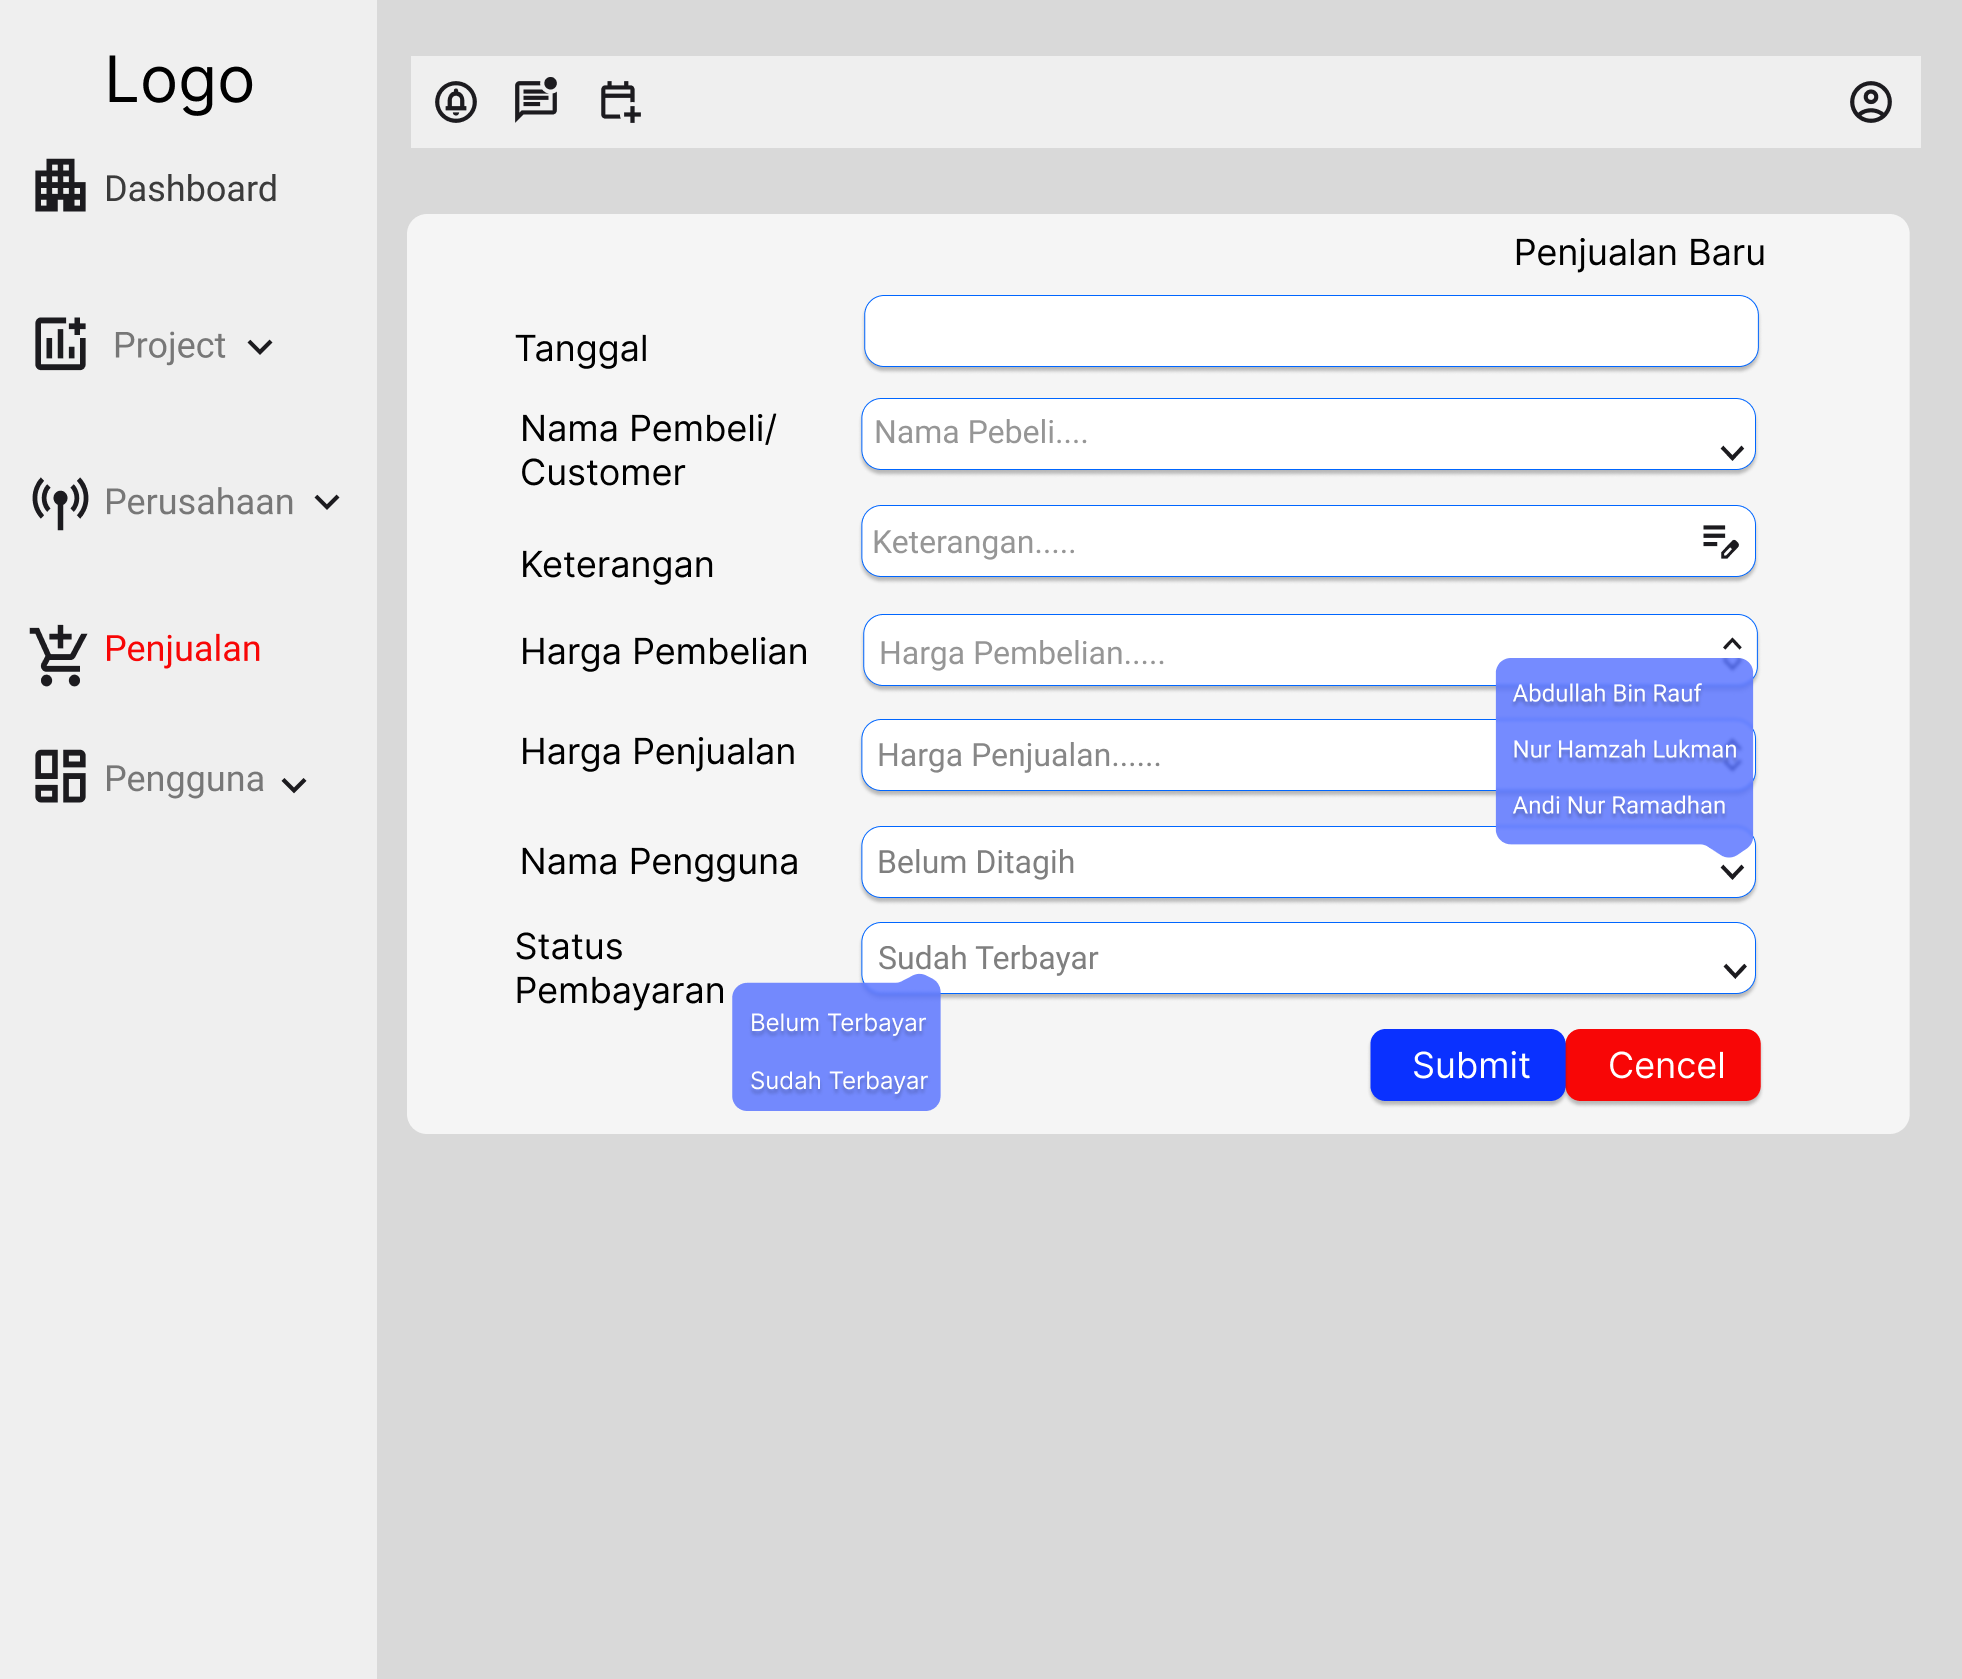 Logo
Dashboard
Project
Perusahaan
Penjualan
Pengguna
Penjualan Baru
Tanggal
Nama Pembeli/
Customer
Nama Pebeli....
Keterangan
Keterangan.....
Harga Pembelian
Harga Pembelian.....
Abdullah Bin Rauf
Nur Hamzah Lukman
Andi Nur Ramadhan
Harga Penjualan
Harga Penjualan......
Nama Pengguna
Belum Ditagih
Status
Pembayaran
Sudah Terbayar
Belum Terbayar
Sudah Terbayar
Submit
Cencel